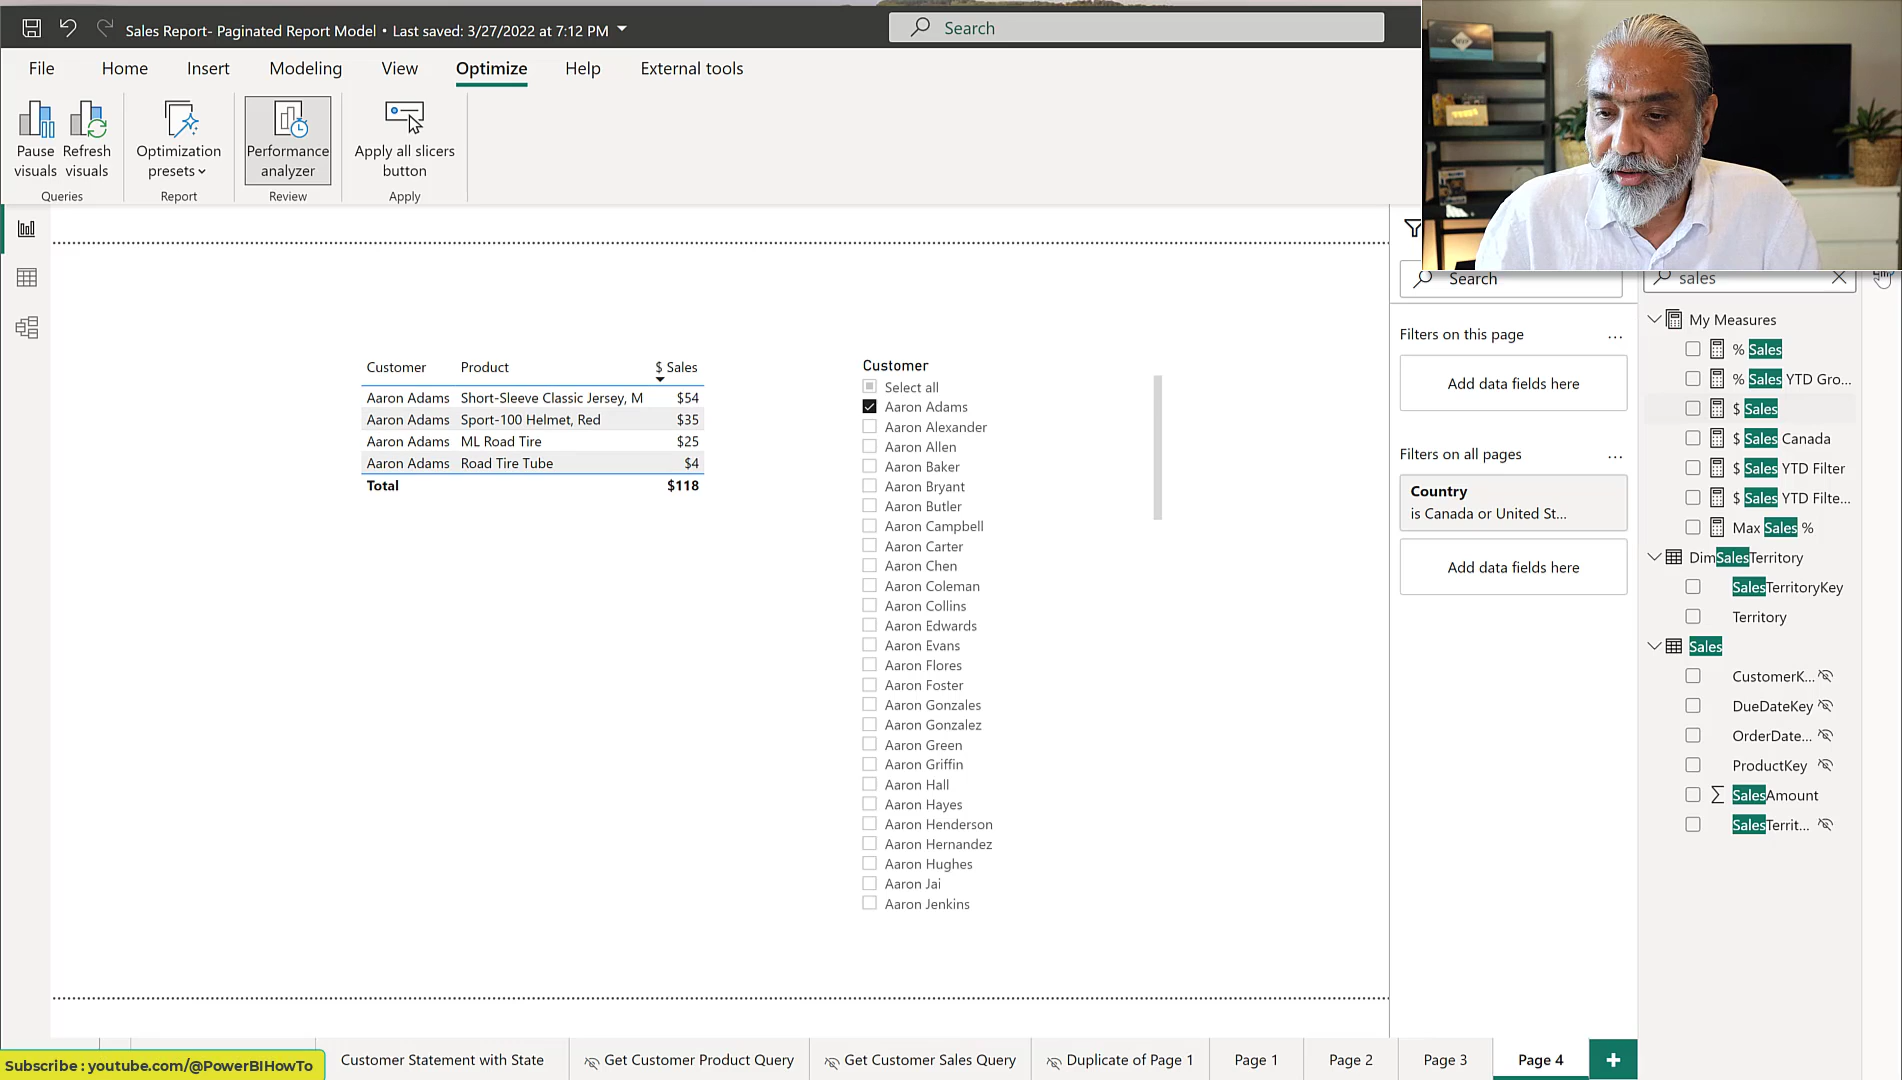 Sales Report- Paginated Report Model • Last saved: 3/27/2022 at 7:12 PM
Search
File Home Insert Modeling View Optimize Help External tools
Pause visuals
Refresh visuals
Optimization presets
Performance analyzer
Apply all slicers button
Queries Report Review Apply
Customer Product $ Sales
Aaron Adams Short-Sleeve Classic Jersey, M $54
Aaron Adams Sport-100 Helmet, Red $35
Aaron Adams ML Road Tire $25
Aaron Adams Road Tire Tube $4
Total $118
Customer
Select all
Aaron Adams
Aaron Alexander
Aaron Allen
Aaron Baker
Aaron Bryant
Aaron Butler
Aaron Campbell
Aaron Carter
Aaron Chen
Aaron Coleman
Aaron Collins
Aaron Edwards
Aaron Evans
Aaron Flores
Aaron Foster
Aaron Gonzales
Aaron Gonzalez
Aaron Green
Aaron Griffin
Aaron Hall
Aaron Hayes
Aaron Henderson
Aaron Hernandez
Aaron Hughes
Aaron Jai
Aaron Jenkins
Search
Filters on this page ...
Add data fields here
Filters on all pages ...
Country
is Canada or United St...
Add data fields here
sales
My Measures
% Sales
% Sales YTD Gro...
$ Sales
$ Sales Canada
$ Sales YTD Filter
$ Sales YTD Filte...
Max Sales %
DimSalesTerritory
SalesTerritoryKey
Territory
Sales
CustomerK...
DueDateKey
OrderDate...
ProductKey
SalesAmount
SalesTerrit...
Subscribe : youtube.com/@PowerBIHowTo
Customer Statement with State
Get Customer Product Query
Get Customer Sales Query
Duplicate of Page 1
Page 1
Page 2
Page 3
Page 4